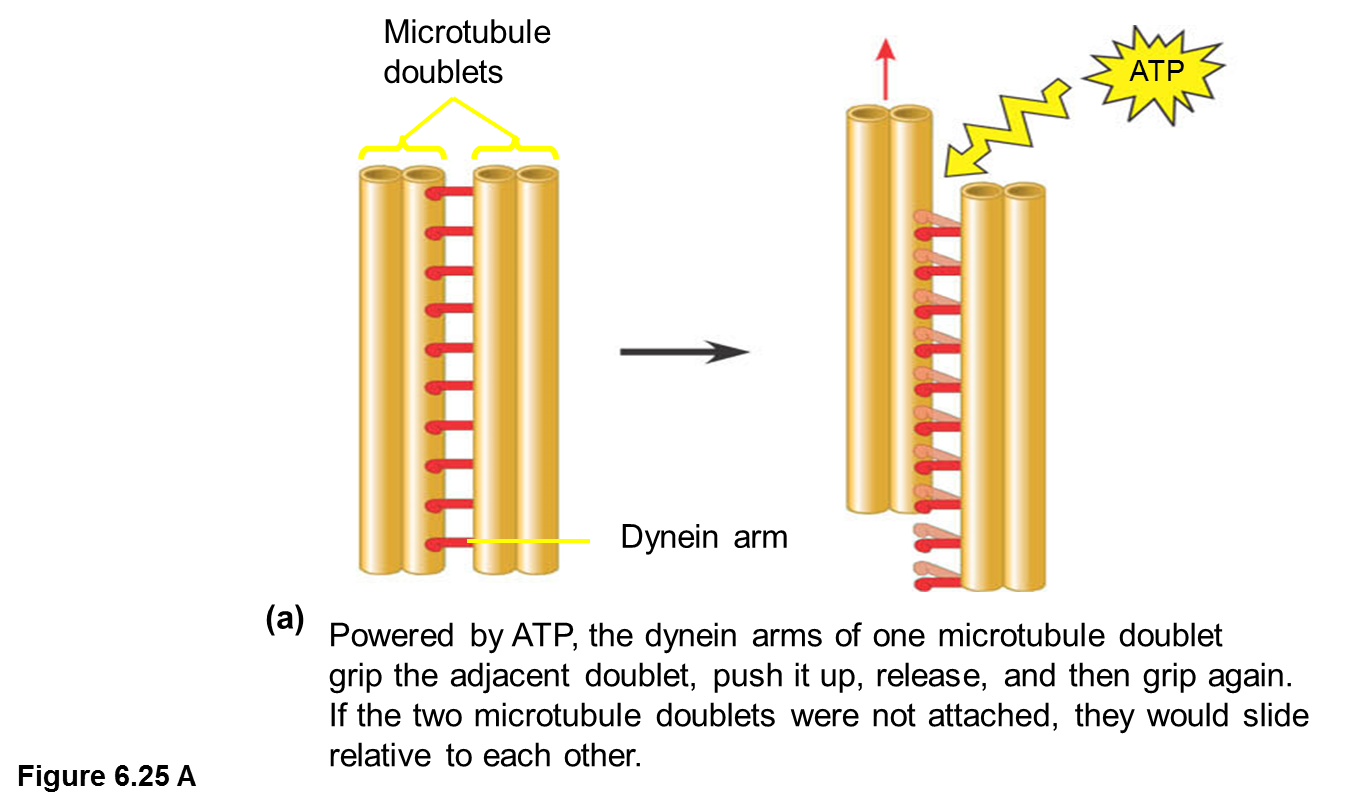 Microtubule
doublets
ATP
Dynein arm
(a)
Powered by ATP, the dynein arms of one microtubule doublet
grip the adjacent doublet, push it up, release, and then grip again.
If the two microtubule doublets were not attached, they would slide
relative to each other.
Figure 6.25 A